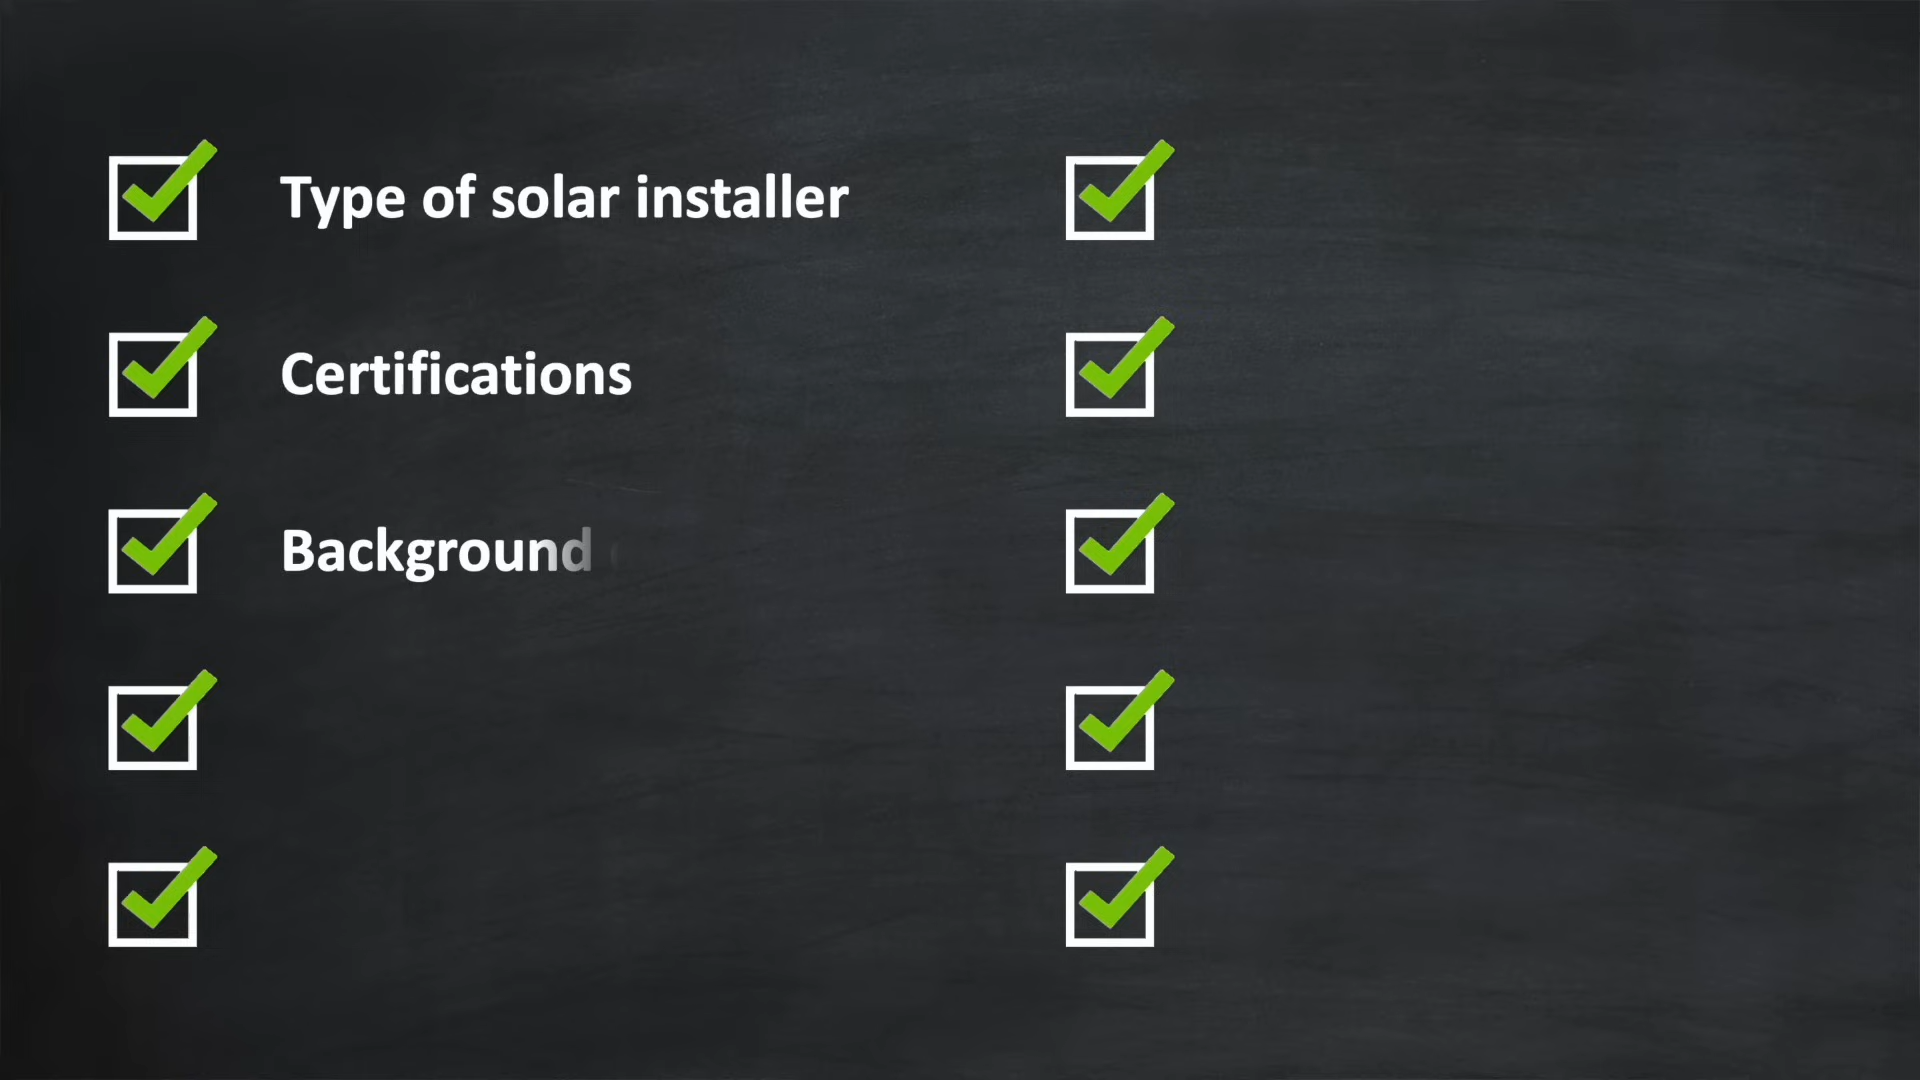 Type of solar installer
Certifications
Background